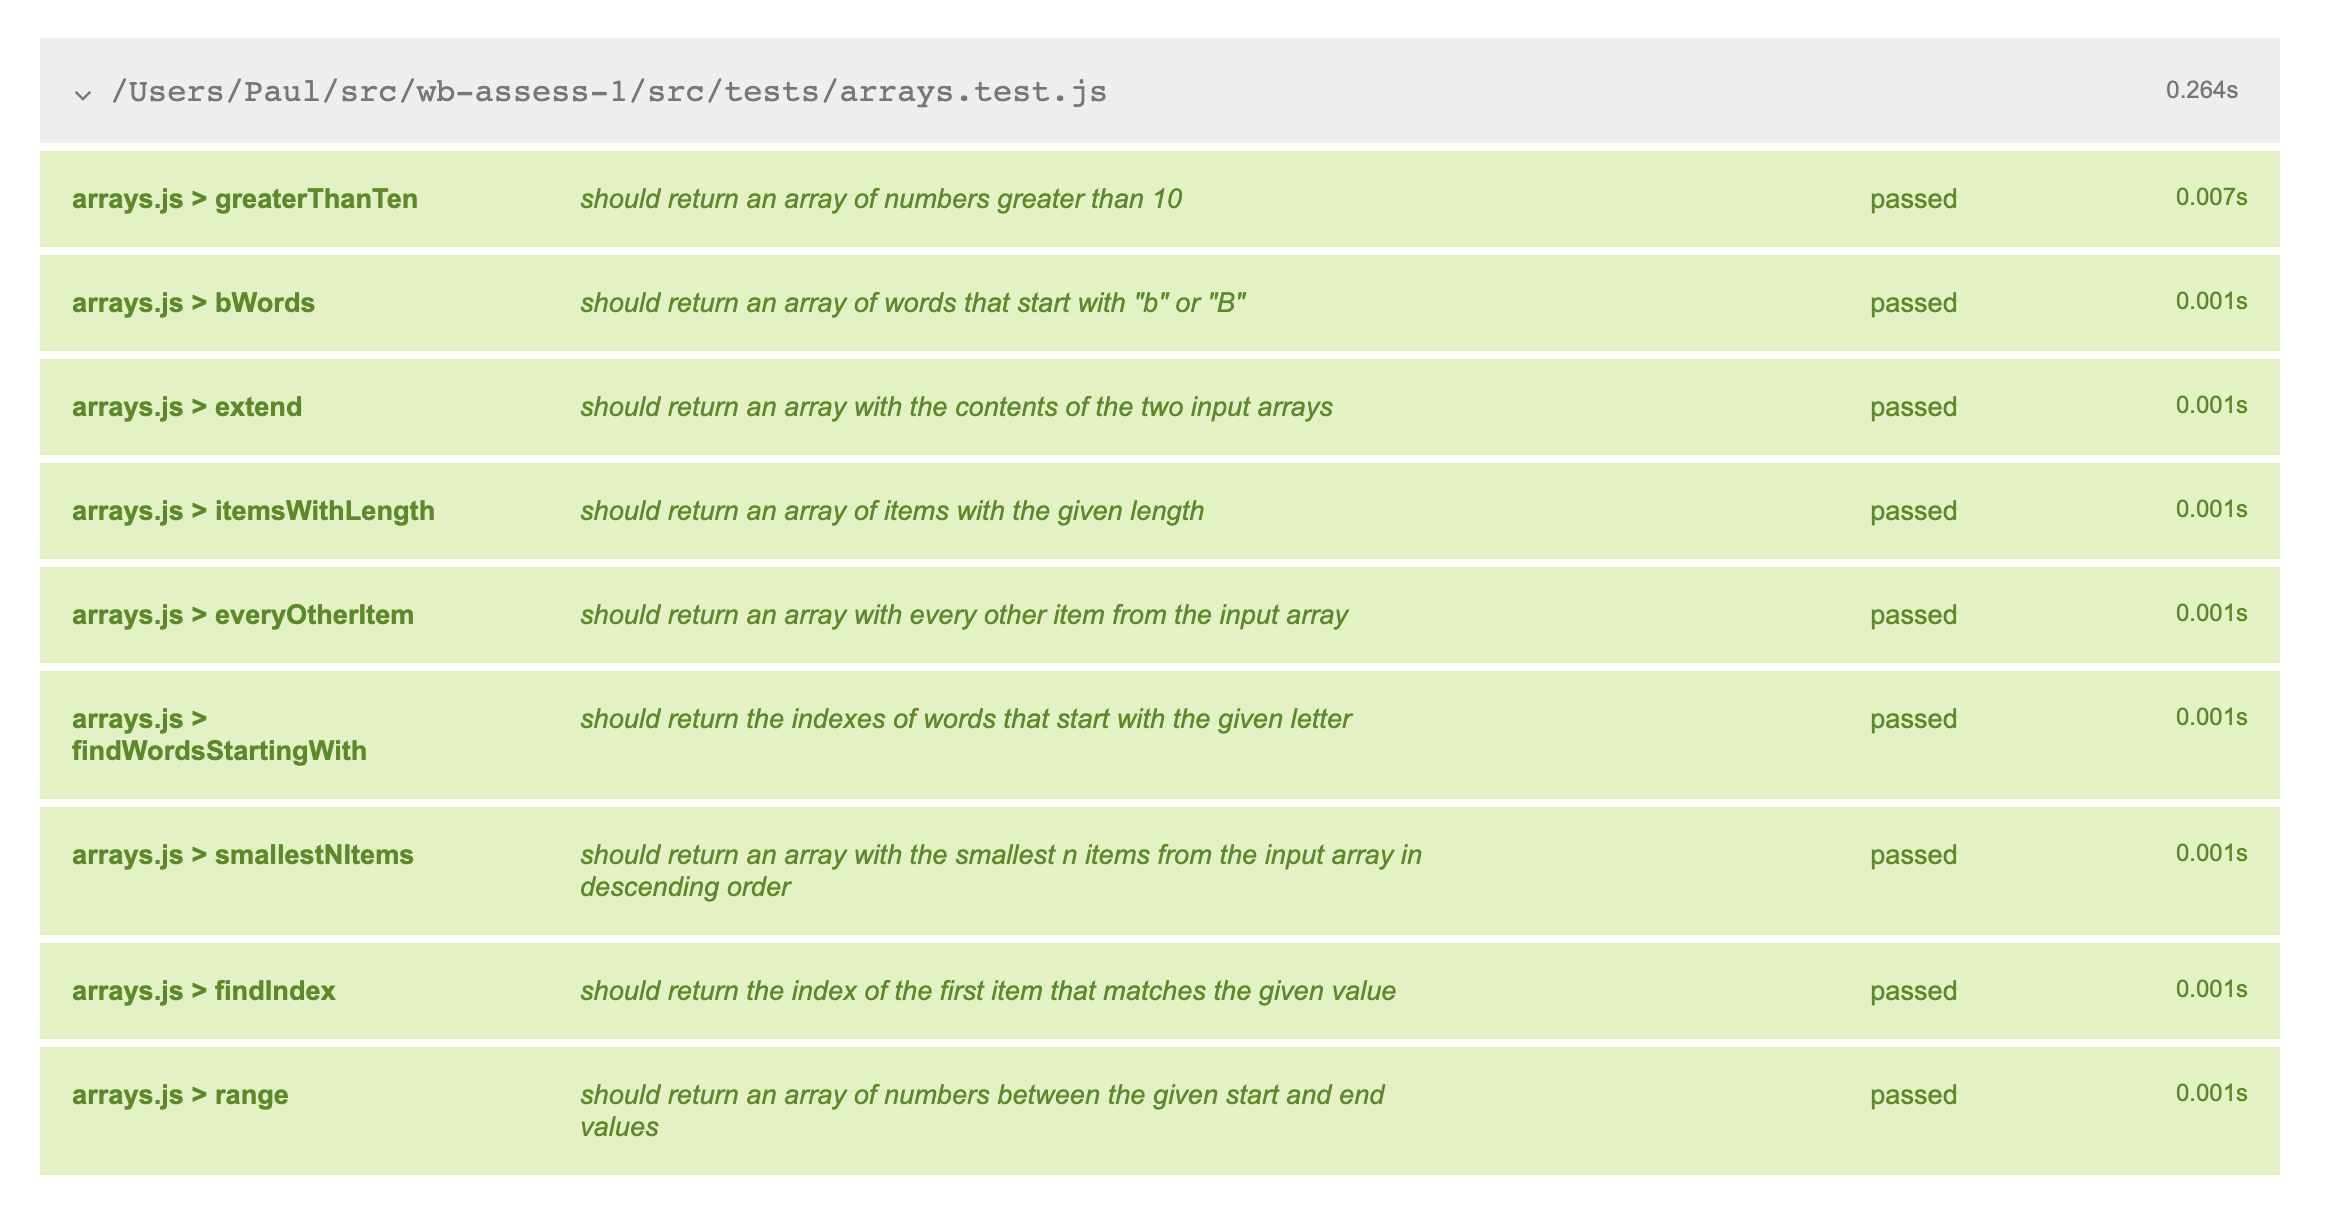 /Users/Paul/src/wb-assess-1/src/tests/arrays.test.js 0.264s
arrays.js > greaterThanTen should return an array of numbers greater than 10 passed 0.007s
arrays.js > bWords should return an array of words that start with "b" or "B" passed 0.001s
arrays.js > extend should return an array with the contents of the two input arrays passed 0.001s
arrays.js > itemsWithLength should return an array of items with the given length passed 0.001s
arrays.js > everyOtherItem should return an array with every other item from the input array passed 0.001s
arrays.js > should return the indexes of words that start with the given letter passed 0.001s
findWordsStartingWith
arrays.js > smallestNItems should return an array with the smallest n items from the input array in passed 0.001s
descending order
arrays.js > findIndex should return the index of the first item that matches the given value passed 0.001s
arrays.js > range should return an array of numbers between the given start and end passed 0.001s
values